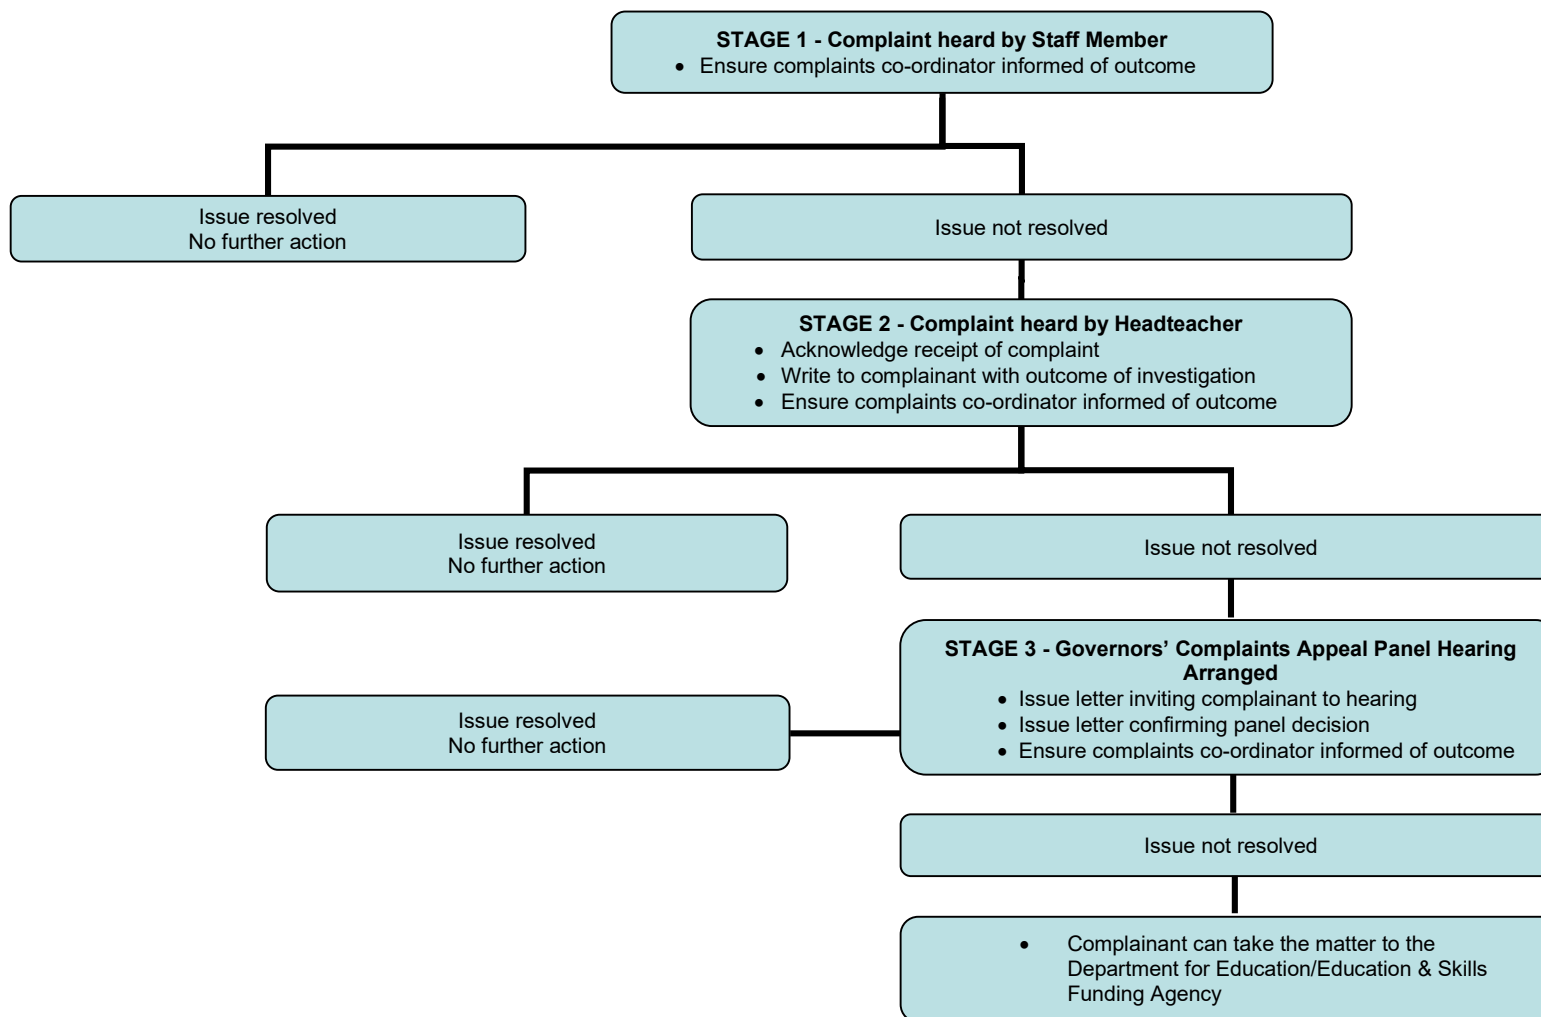 STAGE 1 - Complaint heard by Staff Member
• Ensure complaints co-ordinator informed of outcome
Issue resolved
No further action
Issue not resolved
STAGE 2 - Complaint heard by Headteacher
• Acknowledge receipt of complaint
• Write to complainant with outcome of investigation
• Ensure complaints co-ordinator informed of outcome
Issue resolved
No further action
Issue not resolved
STAGE 3 - Governors’ Complaints Appeal Panel Hearing
Arranged
• Issue letter inviting complainant to hearing
• Issue letter confirming panel decision
• Ensure complaints co-ordinator informed of outcome
Issue resolved
No further action
Issue not resolved
• Complainant can take the matter to the
Department for Education/Education & Skills
Funding Agency